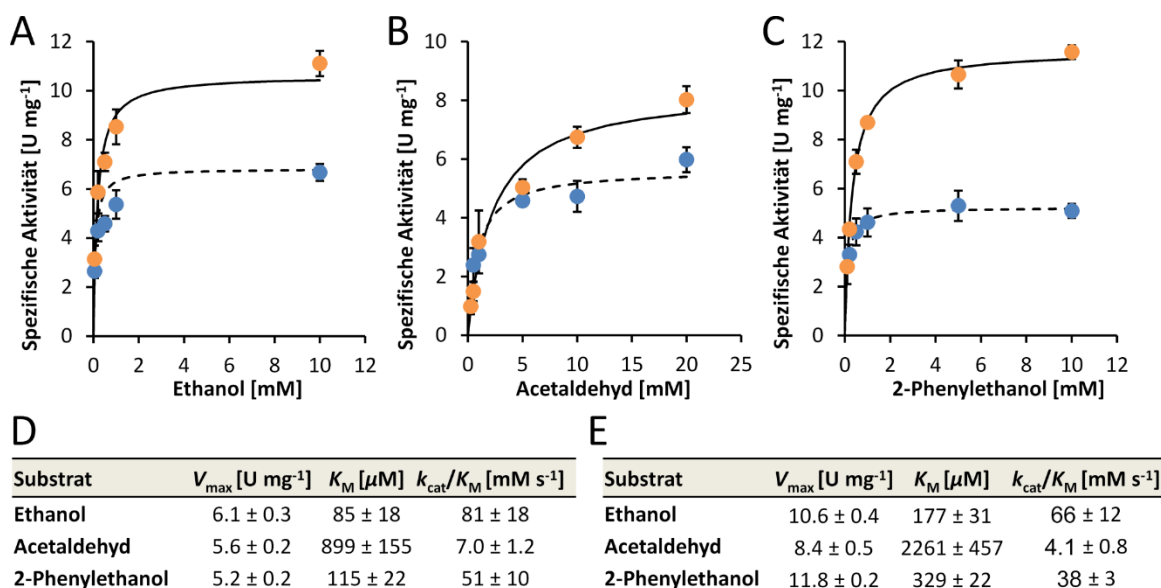 A
Spezifische Aktivität [U mg-1]
12
10
8
6
4
2
0
0 2 4 6 8 10 12
Ethanol [mM]
B
Spezifische Aktivität [U mg-1]
10
8
6
4
2
0
0 5 10 15 20 25
Acetaldehyd [mM]
C
Spezifische Aktivität [U mg-1]
12
10
8
6
4
2
0
0 2 4 6 8 10 12
2-Phenylethanol [mM]
D
Substrat Vmax [U mg-1] KM [µM] kcat/KM [mM s-1]
Ethanol 6.1 ± 0.3 85 ± 18 81 ± 18
Acetaldehyd 5.6 ± 0.2 899 ± 155 7.0 ± 1.2
2-Phenylethanol 5.2 ± 0.2 115 ± 22 51 ± 10
E
Substrat Vmax [U mg-1] KM [µM] kcat/KM [mM s-1]
Ethanol 10.6 ± 0.4 177 ± 31 66 ± 12
Acetaldehyd 8.4 ± 0.5 2261 ± 457 4.1 ± 0.8
2-Phenylethanol 11.8 ± 0.2 329 ± 22 38 ± 3